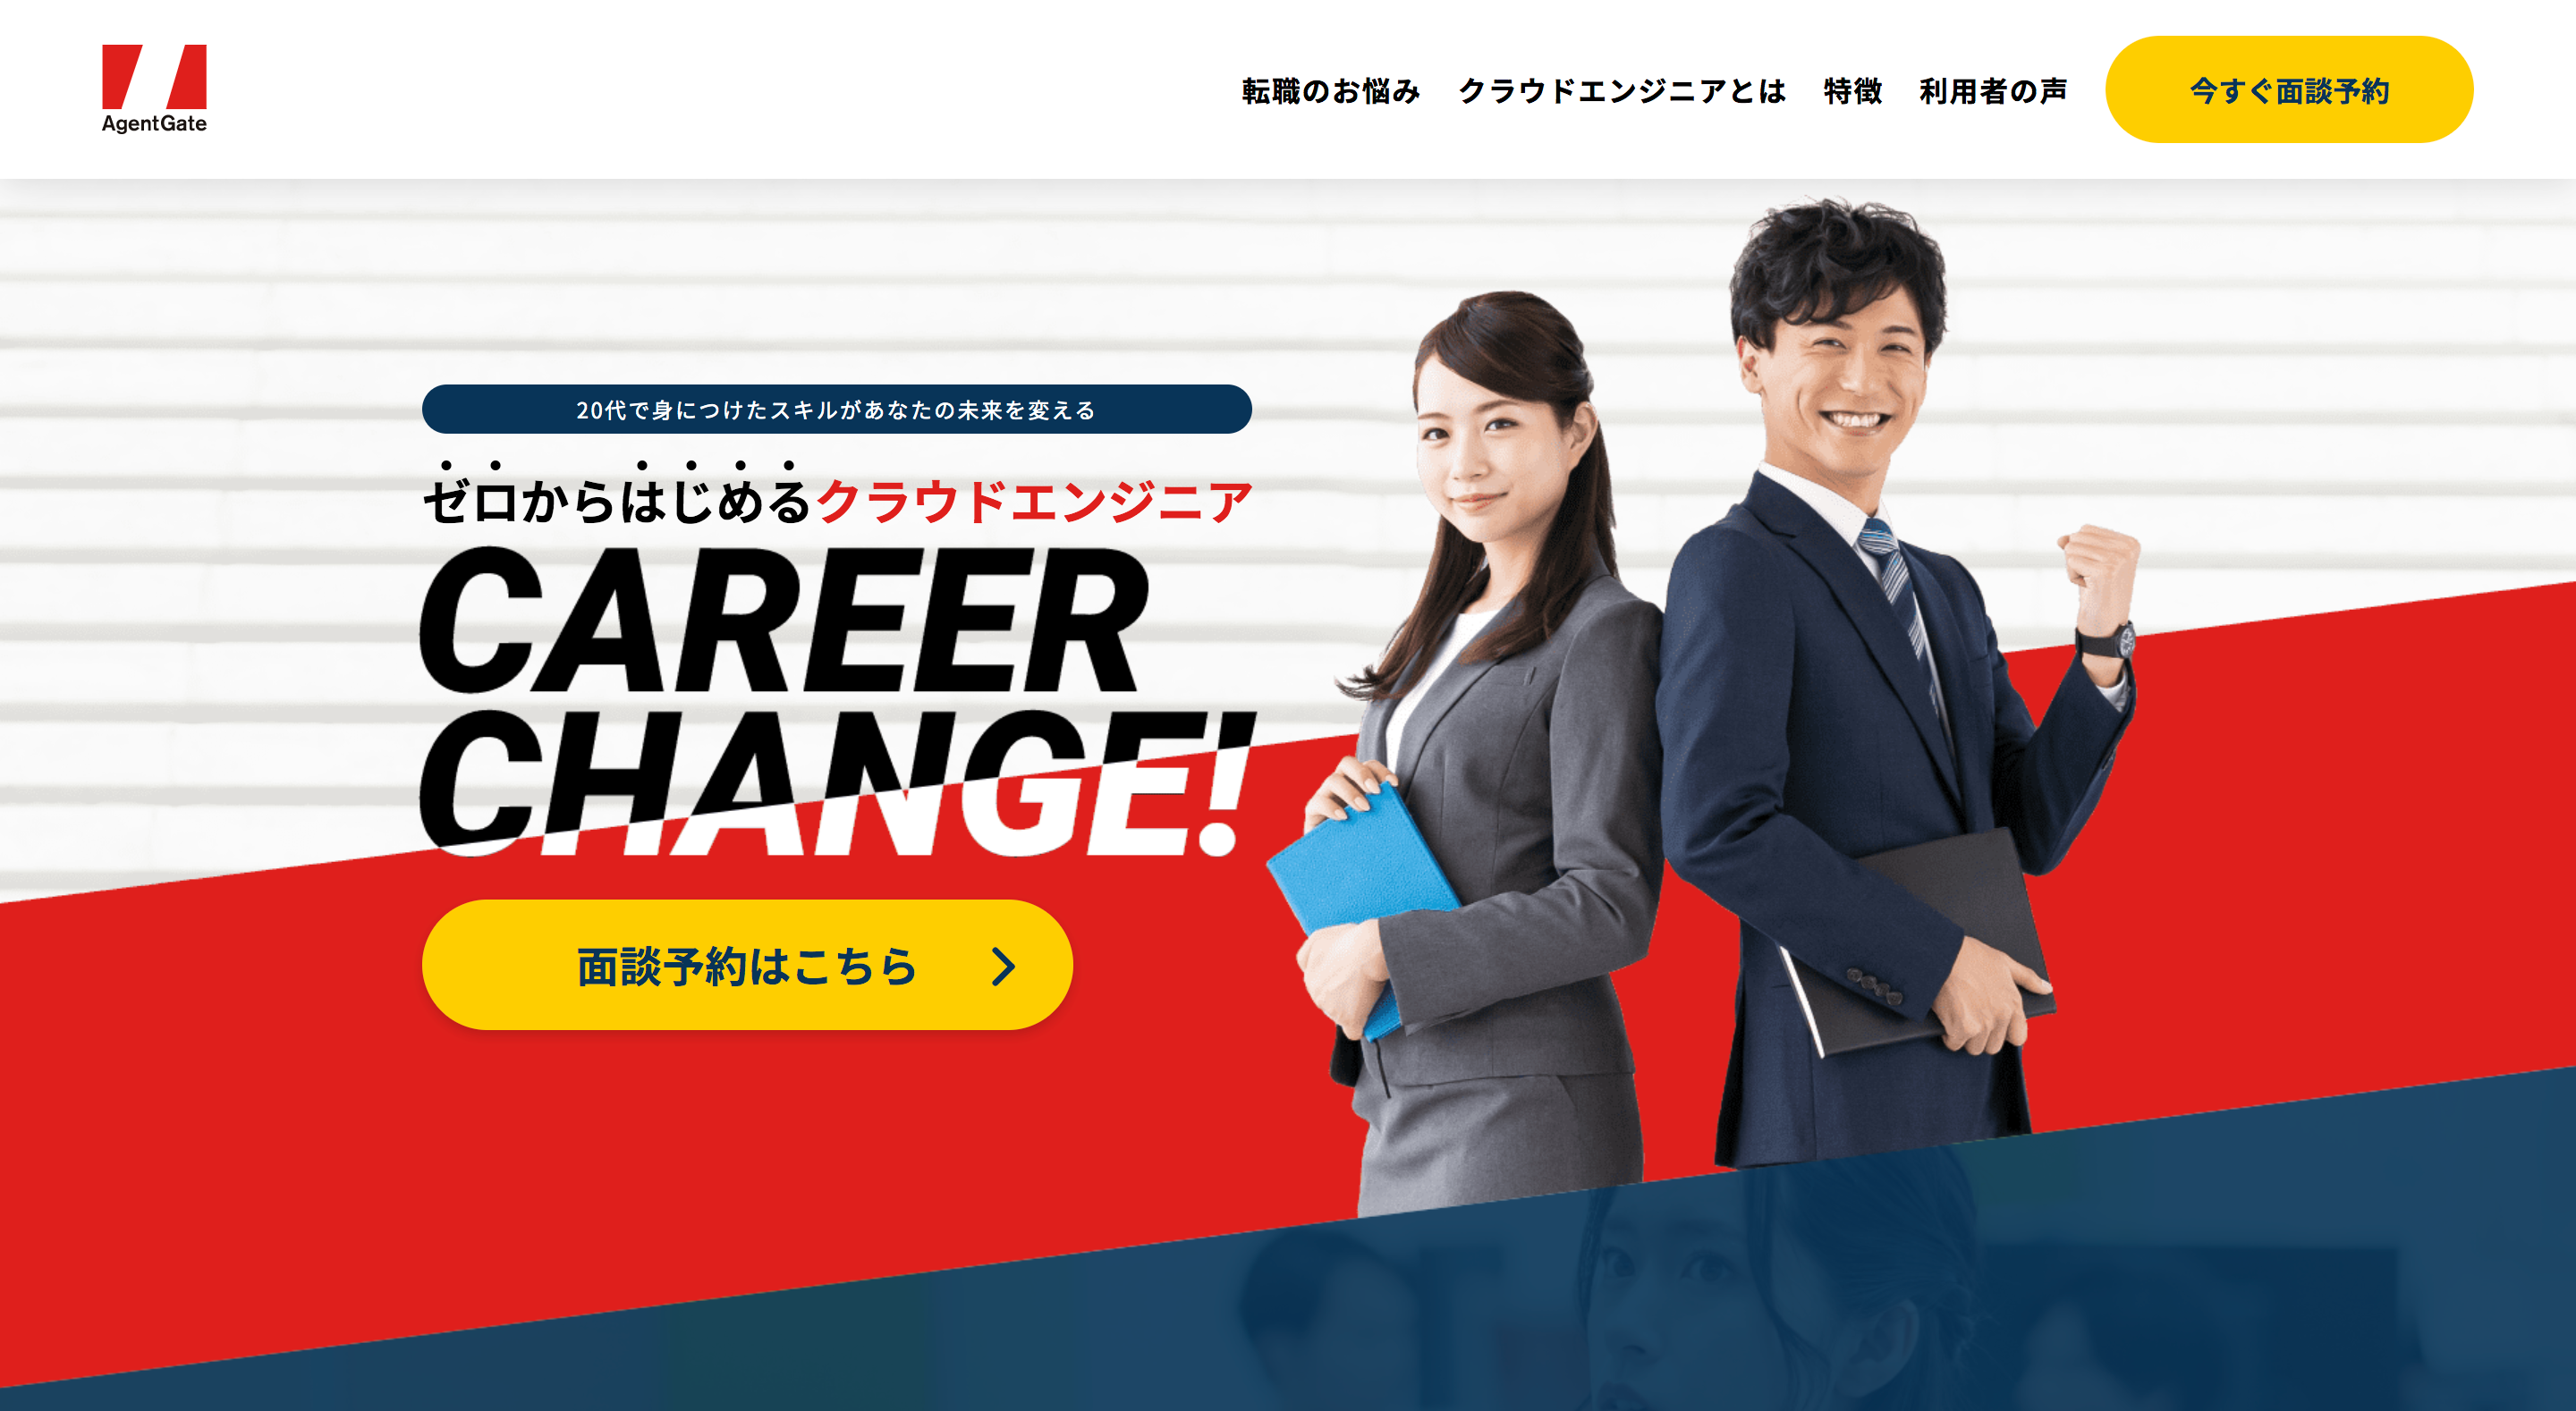 AgentGate
転職のお悩み
クラウドエンジニアとは
特徴
利用者の声
今すぐ面談予約
20代で身につけたスキルがあなたの未来を変える
ゼロからはじめるクラウドエンジニア
CAREER
CHANGE!
面談予約はこちら